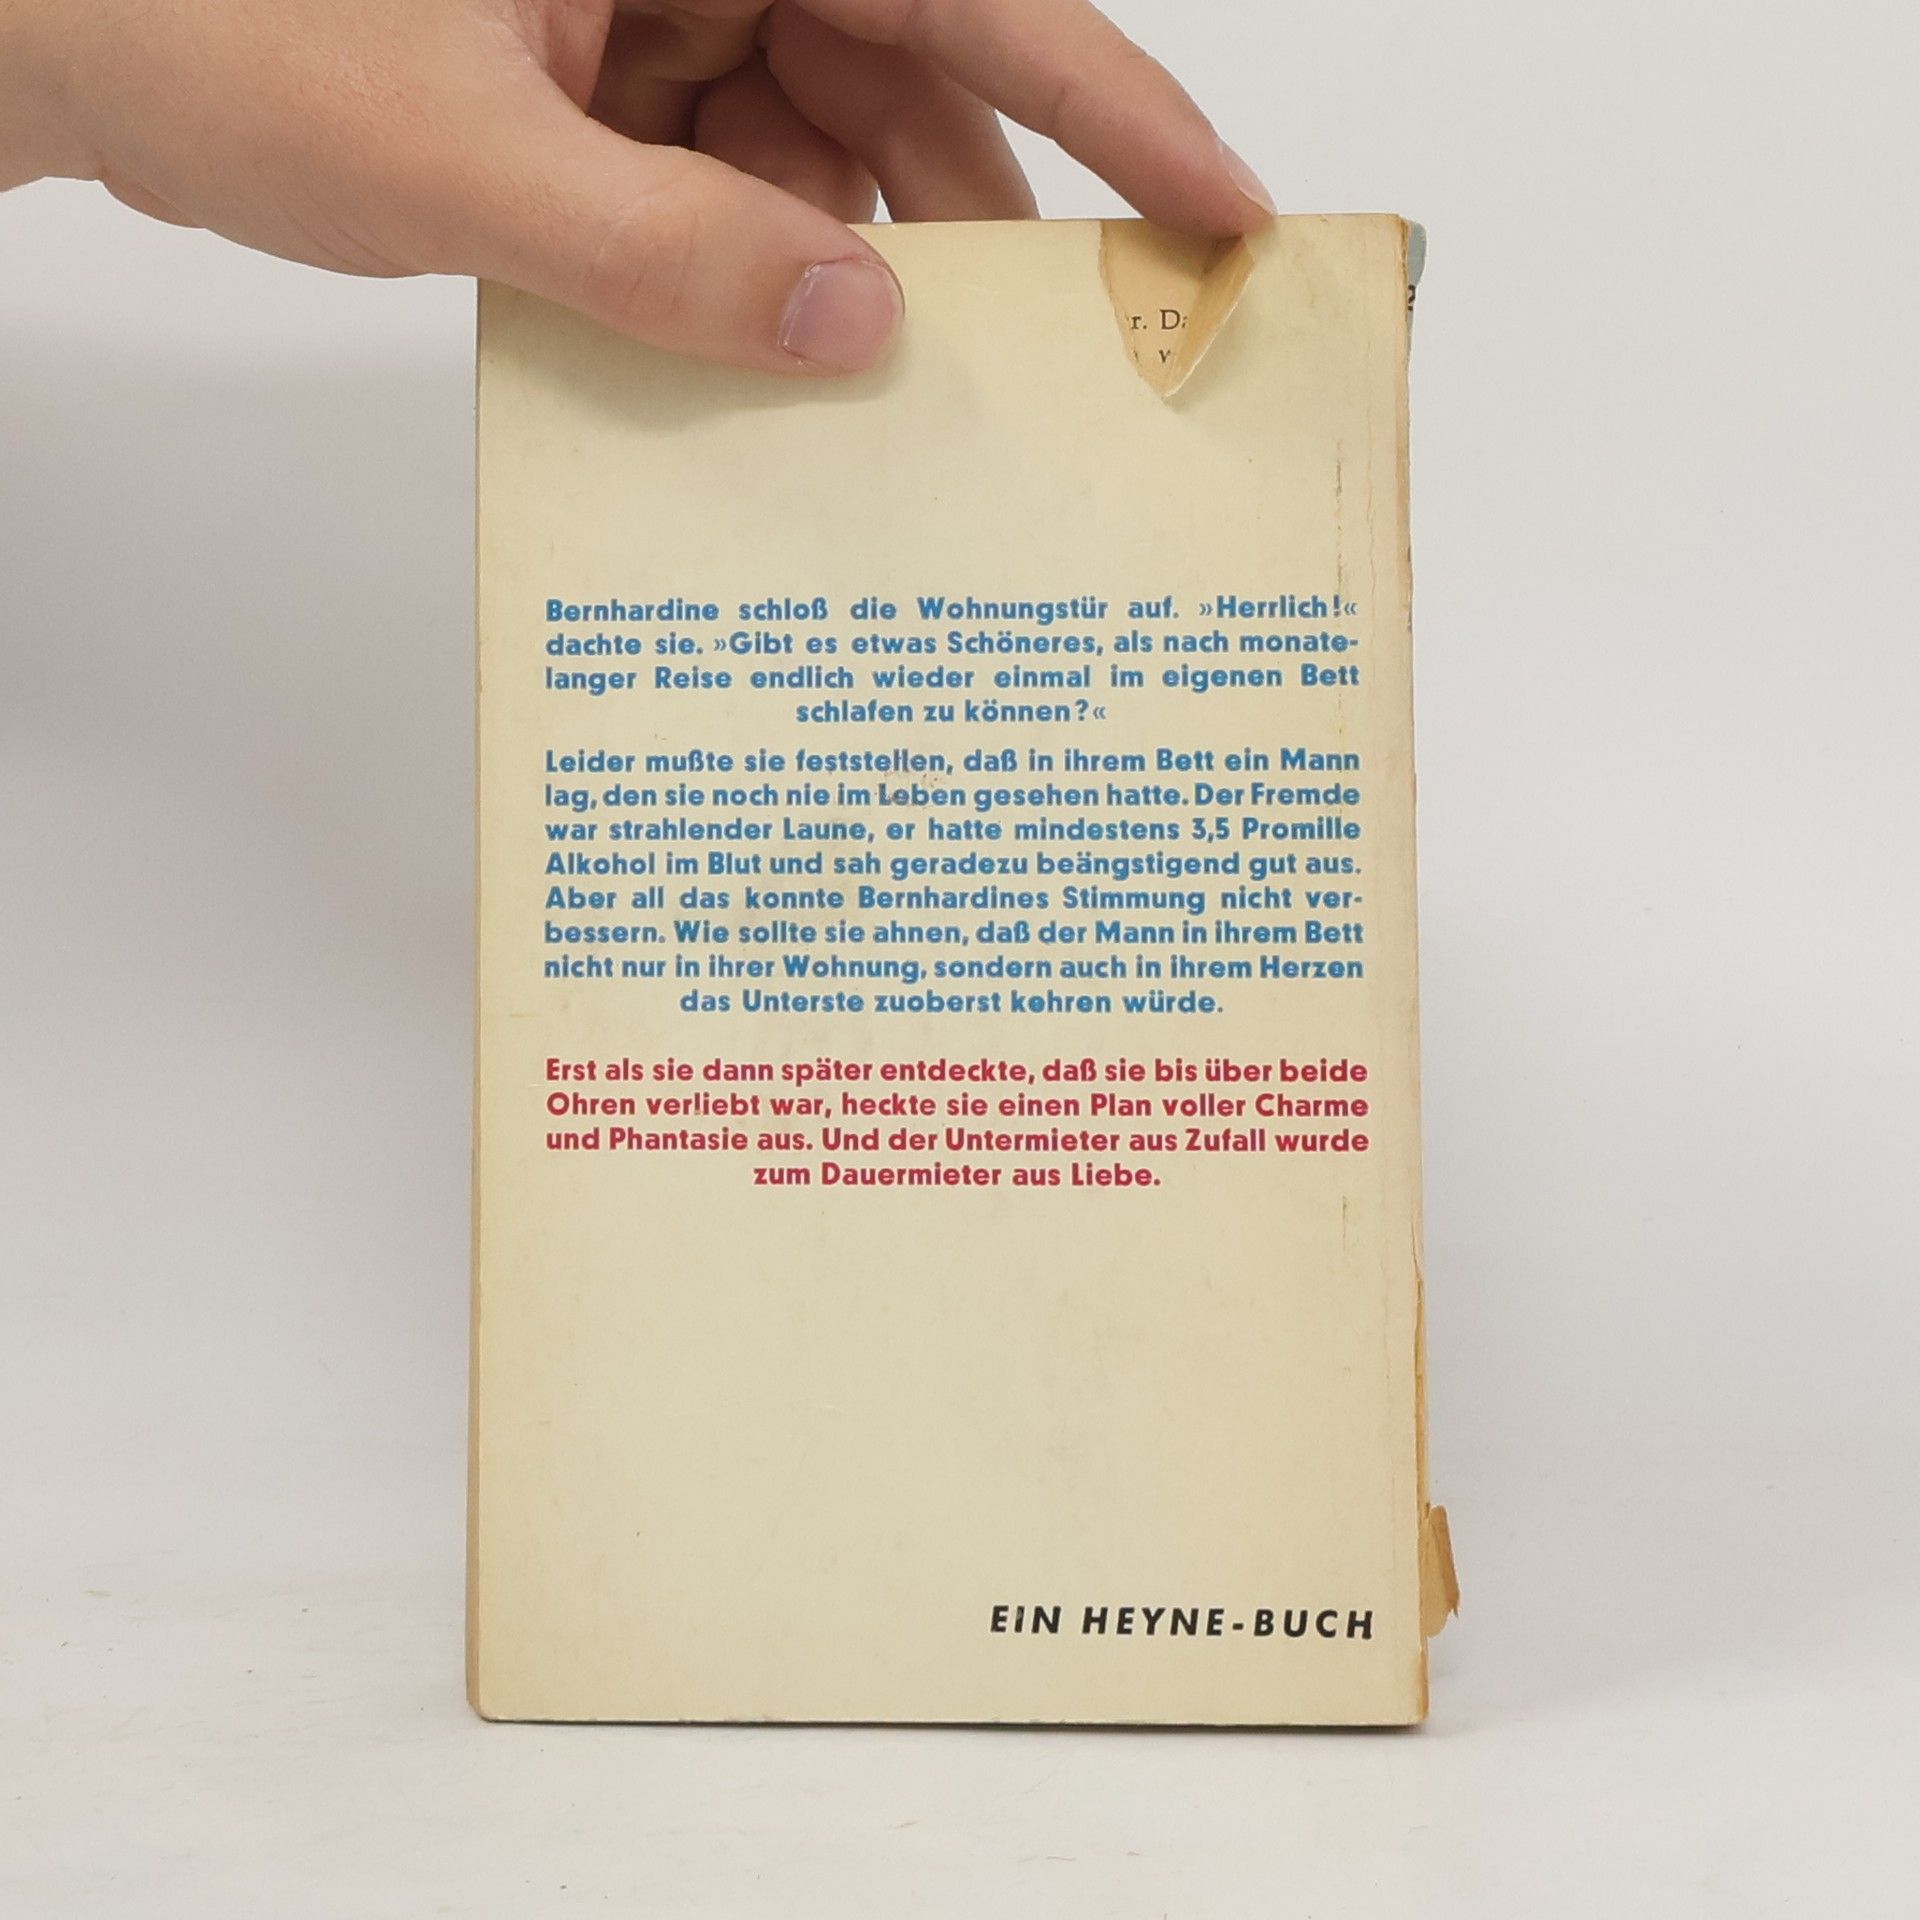 r. D
Bernhardine schloß die Wohnungstür auf. »Herrlich!«
dachte sie. »Gibt es etwas Schöneres, als nach monate-
langer Reise endlich wieder einmal im eigenen Bett
schlafen zu können?«
Leider mußte sie feststellen, daß in ihrem Bett ein Mann
lag, den sie noch nie im Leben gesehen hatte. Der Fremde
war strahlender Laune, er hatte mindestens 3,5 Promille
Alkohol im Blut und sah geradezu beängstigend gut aus.
Aber all das konnte Bernhardines Stimmung nicht ver-
bessern. Wie sollte sie ahnen, daß der Mann in ihrem Bett
nicht nur in ihrer Wohnung, sondern auch in ihrem Herzen
das Unterste zuoberst kehren würde.
Erst als sie dann später entdeckte, daß sie bis über beide
Ohren verliebt war, heckte sie einen Plan voller Charme
und Phantasie aus. Und der Untermieter aus Zufall wurde
zum Dauermieter aus Liebe.
EIN HEYNE-BUCH